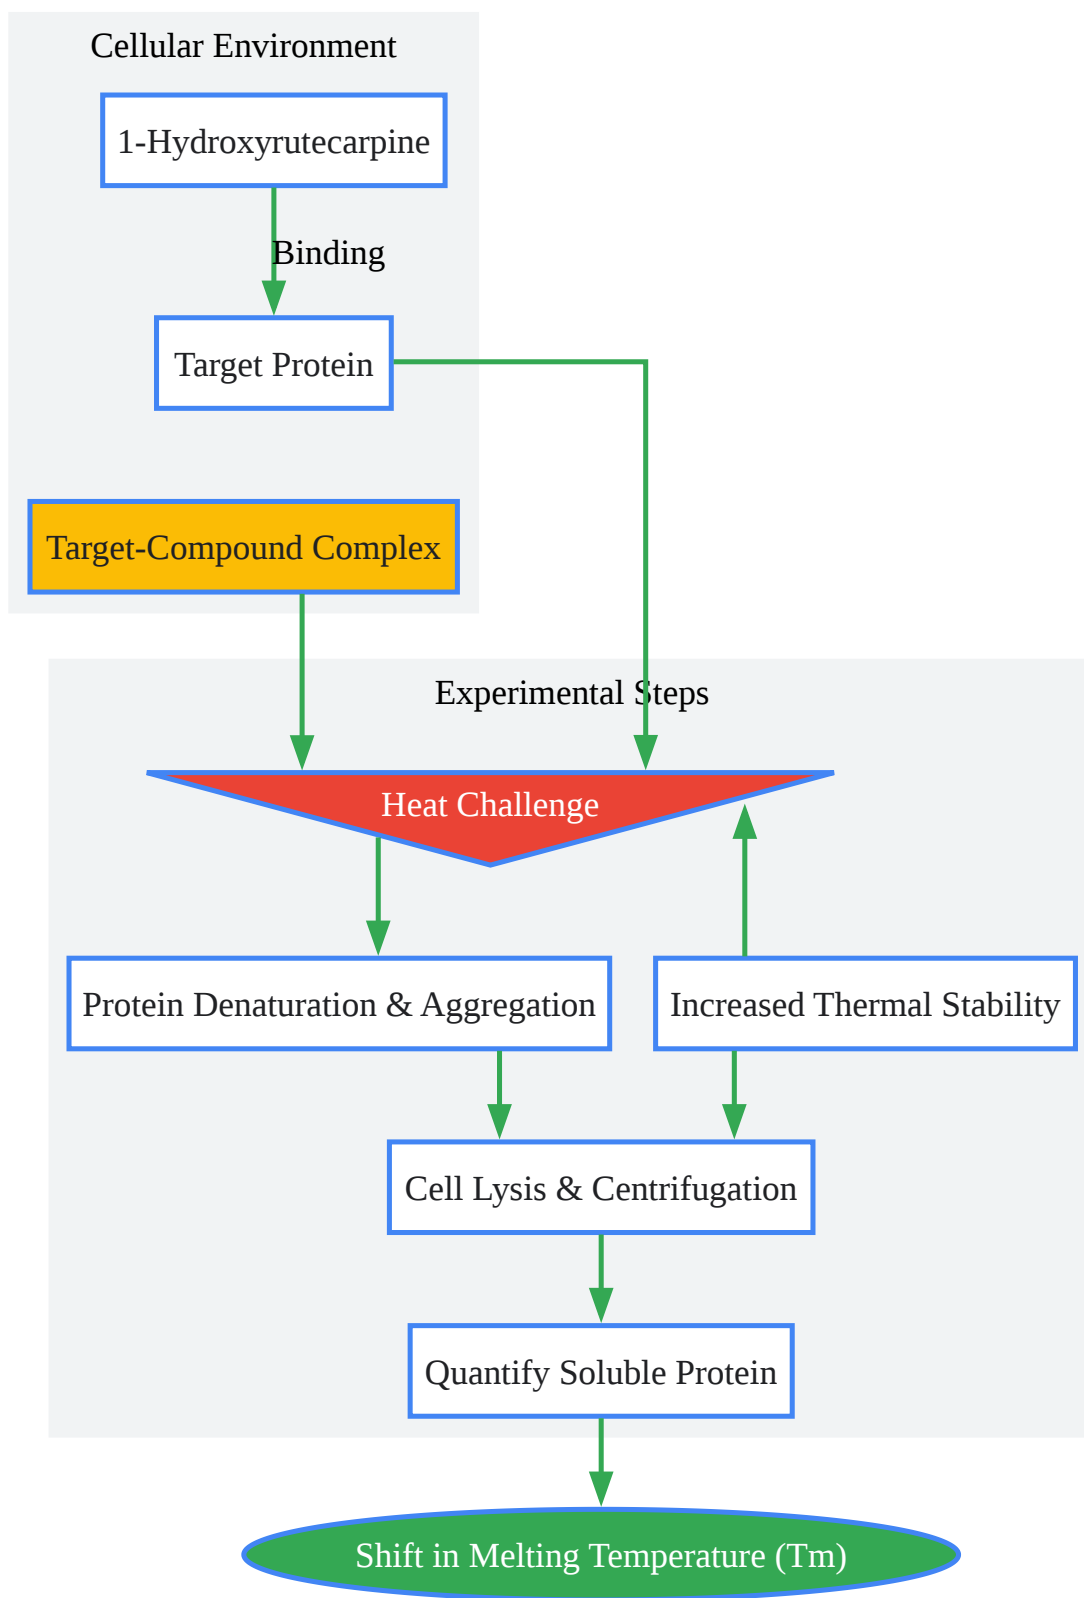 Cellular Environment
1-Hydroxyrutecarpine
Binding
Target Protein
Target-Compound Complex
Experimental Steps
Heat Challenge
Protein Denaturation & Aggregation
Increased Thermal Stability
Cell Lysis & Centrifugation
Quantify Soluble Protein
Shift in Melting Temperature (Tm)